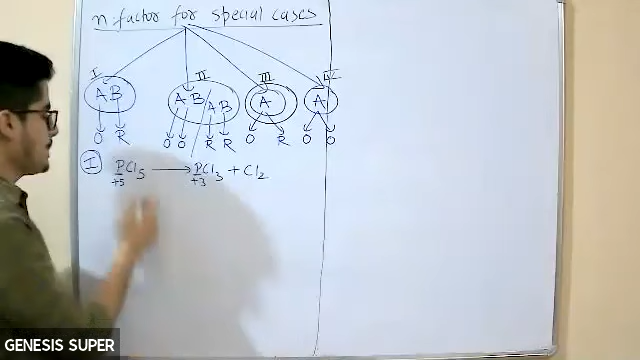 n factor for special cases
I II III IV
AB AB AB A A
O R O O R R O R O O
I PCl5 → PCl3 + Cl2
+5 +3
GENESIS SUPER